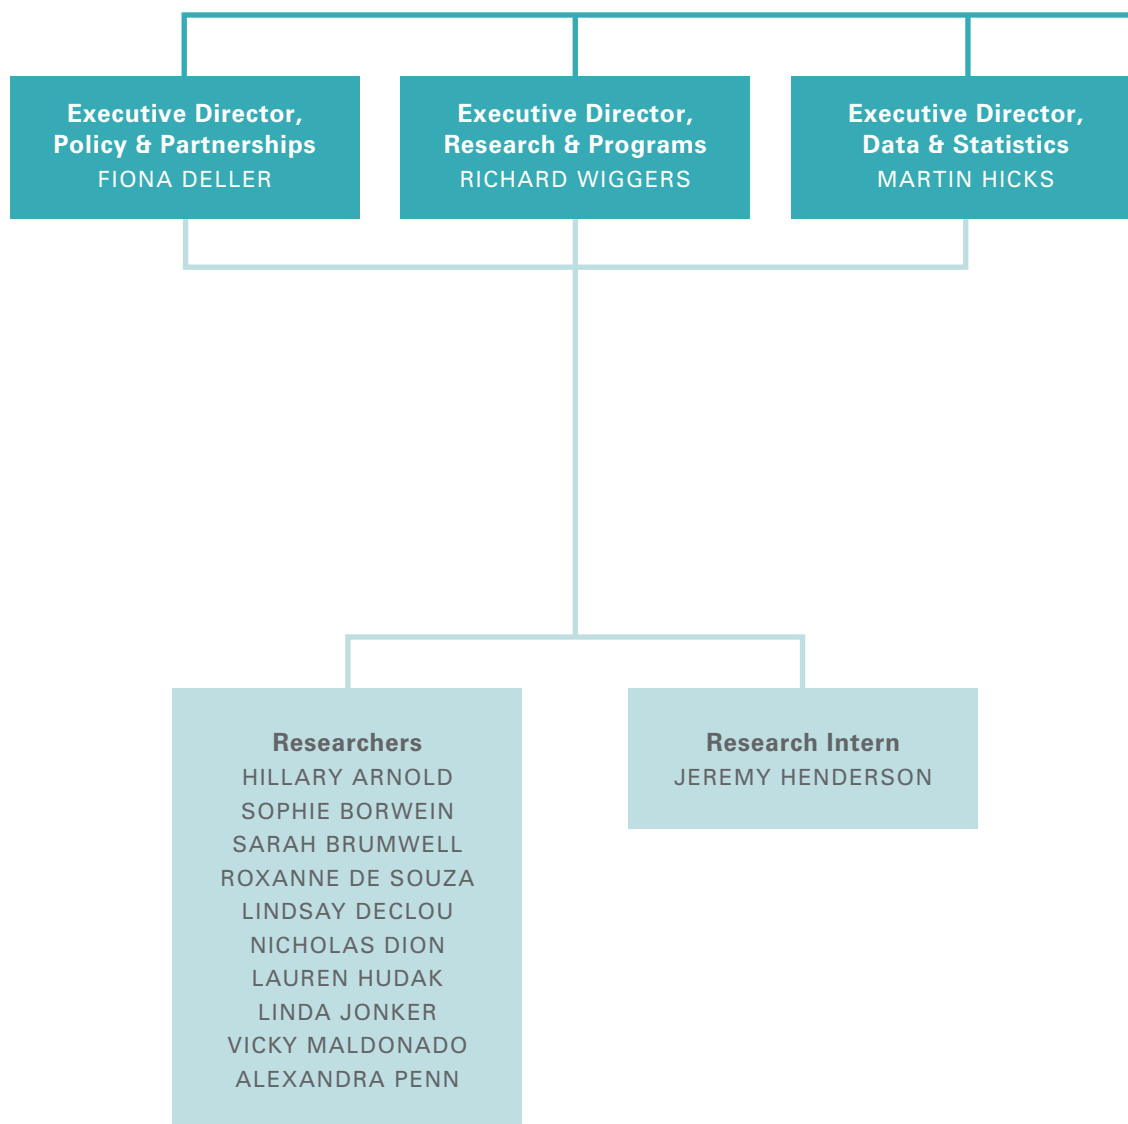 Executive Director,
Policy & Partnerships
FIONA DELLER
Executive Director,
Research & Programs
RICHARD WIGGERS
Executive Director,
Data & Statistics
MARTIN HICKS
Researchers
HILLARY ARNOLD
SOPHIE BORWEIN
SARAH BRUMWELL
ROXANNE DE SOUZA
LINDSAY DECLOU
NICHOLAS DION
LAUREN HUDAK
LINDA JONKER
VICKY MALDONADO
ALEXANDRA PENN
Research Intern
JEREMY HENDERSON